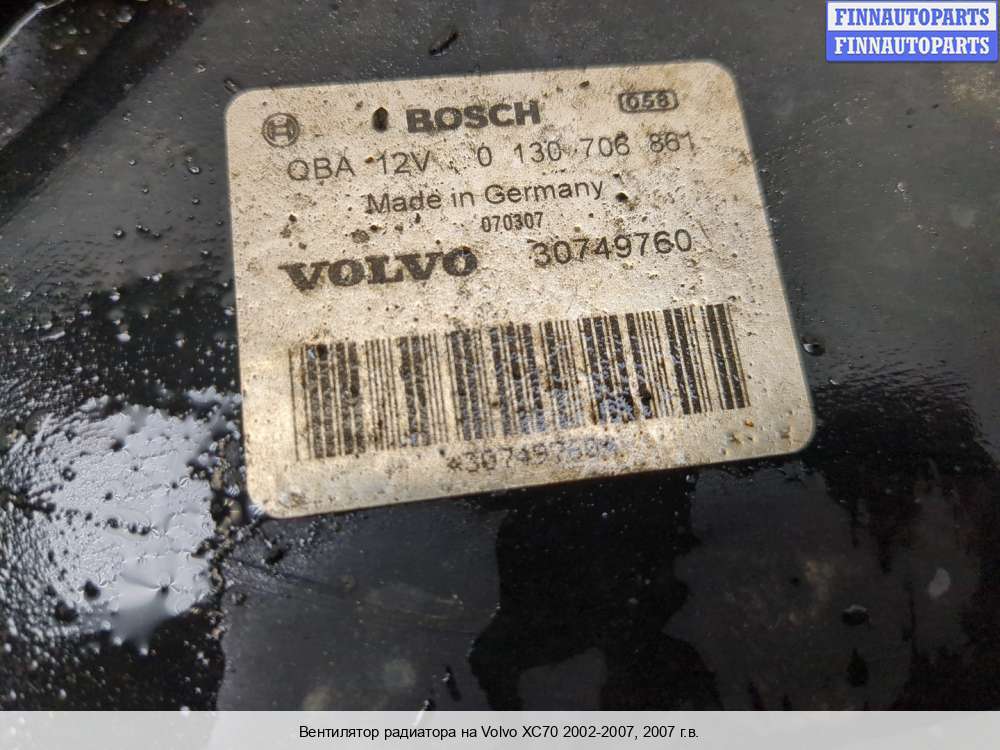 FINNAUTOPARTS
FINNAUTOPARTS
BOSCH 058
QBA 12V 0 130 706 861
Made in Germany
070307
VOLVO 30749760
*30749760*
Вентилятор радиатора на Volvo XC70 2002-2007, 2007 г.в.